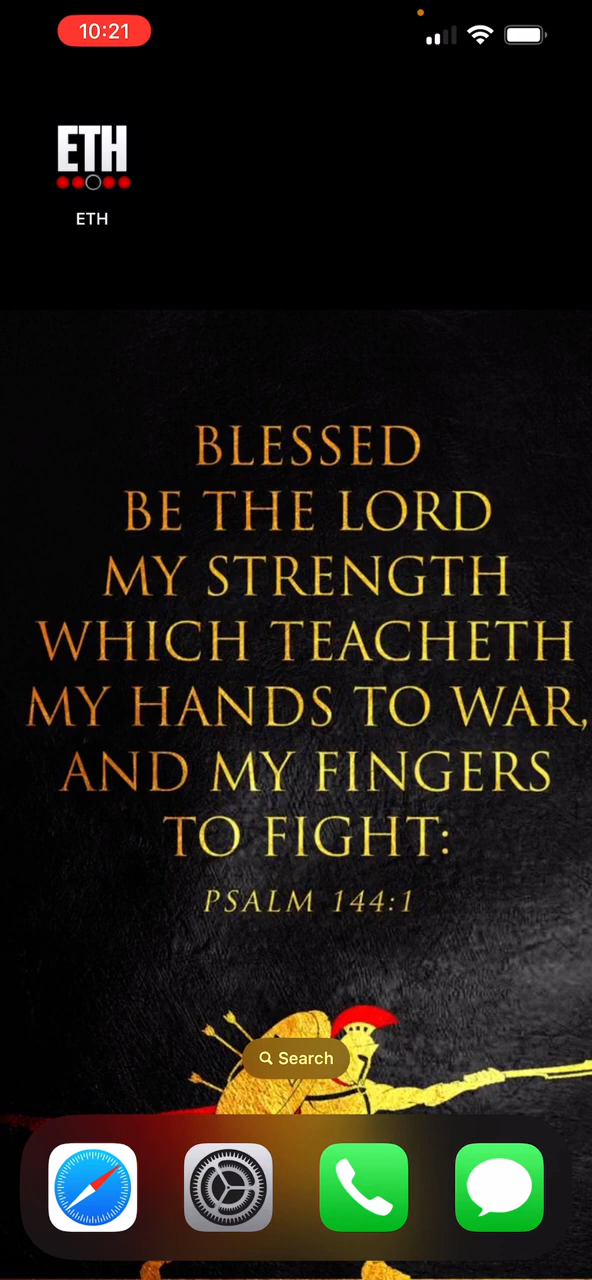 10:21
ETH
ETH
BLESSED
BE THE LORD
MY STRENGTH
WHICH TEACHETH
MY HANDS TO WAR,
AND MY FINGERS
TO FIGHT:
PSALM 144:1
Search